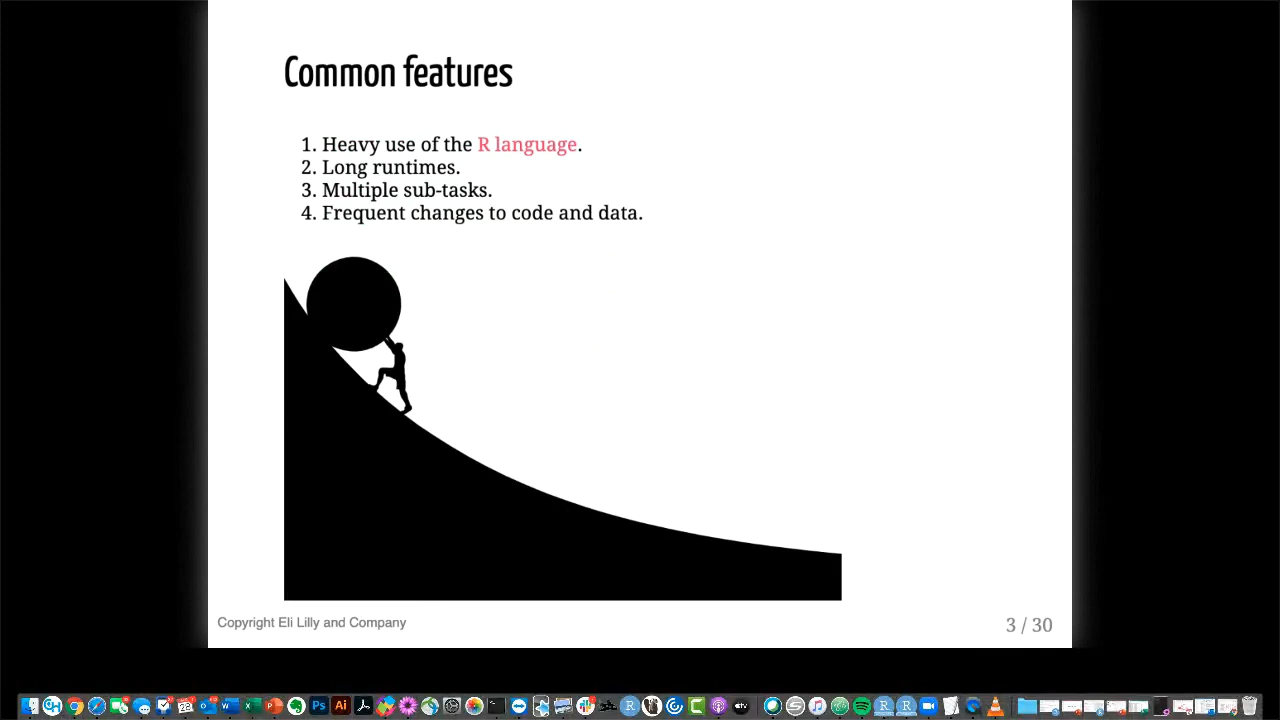 Common features
1. Heavy use of the R language.
2. Long runtimes.
3. Multiple sub-tasks.
4. Frequent changes to code and data.
Copyright Eli Lilly and Company
3 / 30